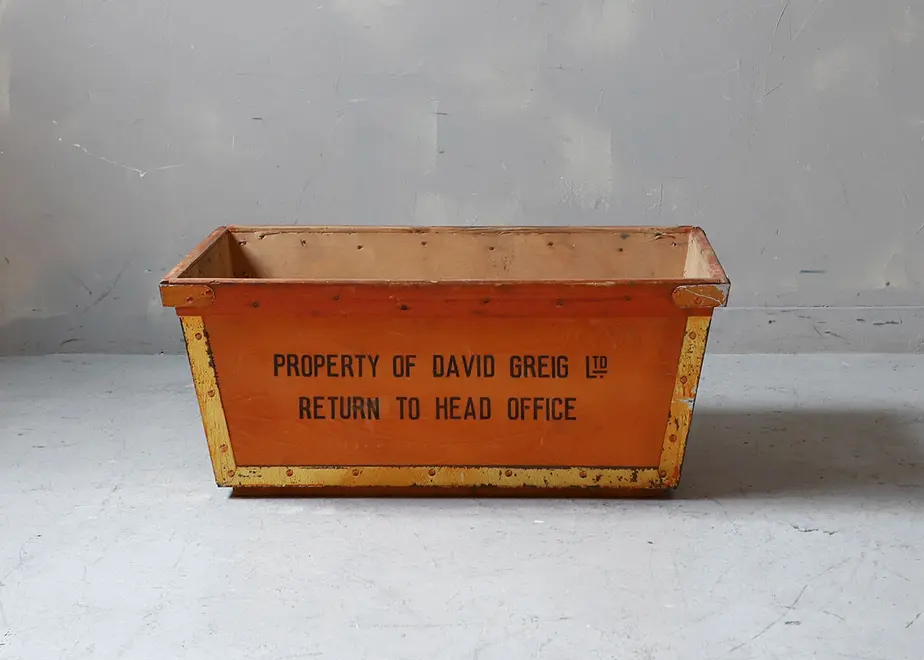 PROPERTY OF DAVID GREIG LTD
RETURN TO HEAD OFFICE